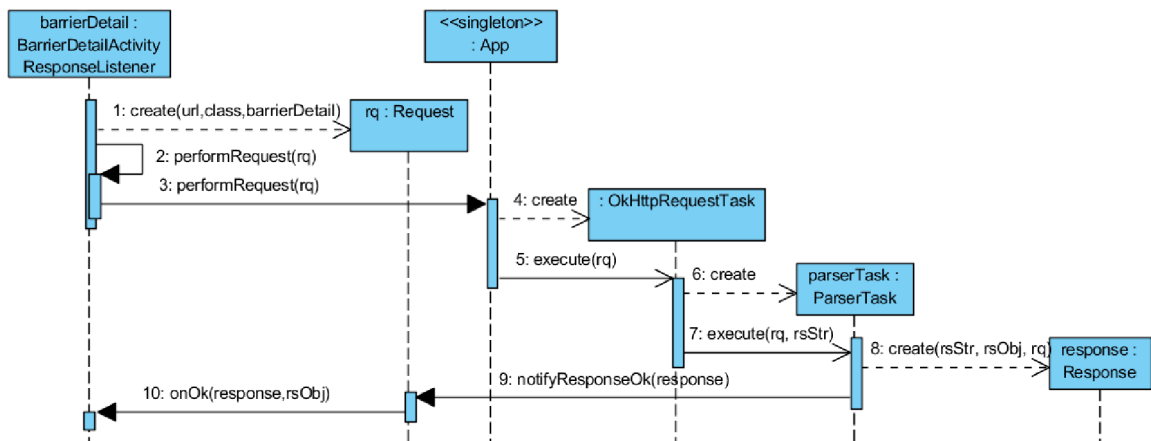 barrierDetail :
BarrierDetailActivity
ResponseListener
<<singleton>>
: App
1: create(url,class,barrierDetail)
rq : Request
2: performRequest(rq)
3: performRequest(rq)
4: create
: OkHttpRequestTask
5: execute(rq)
6: create
parserTask :
ParserTask
7: execute(rq, rsStr)
8: create(rsStr, rsObj, rq)
response :
Response
9: notifyResponseOk(response)
10: onOk(response,rsObj)